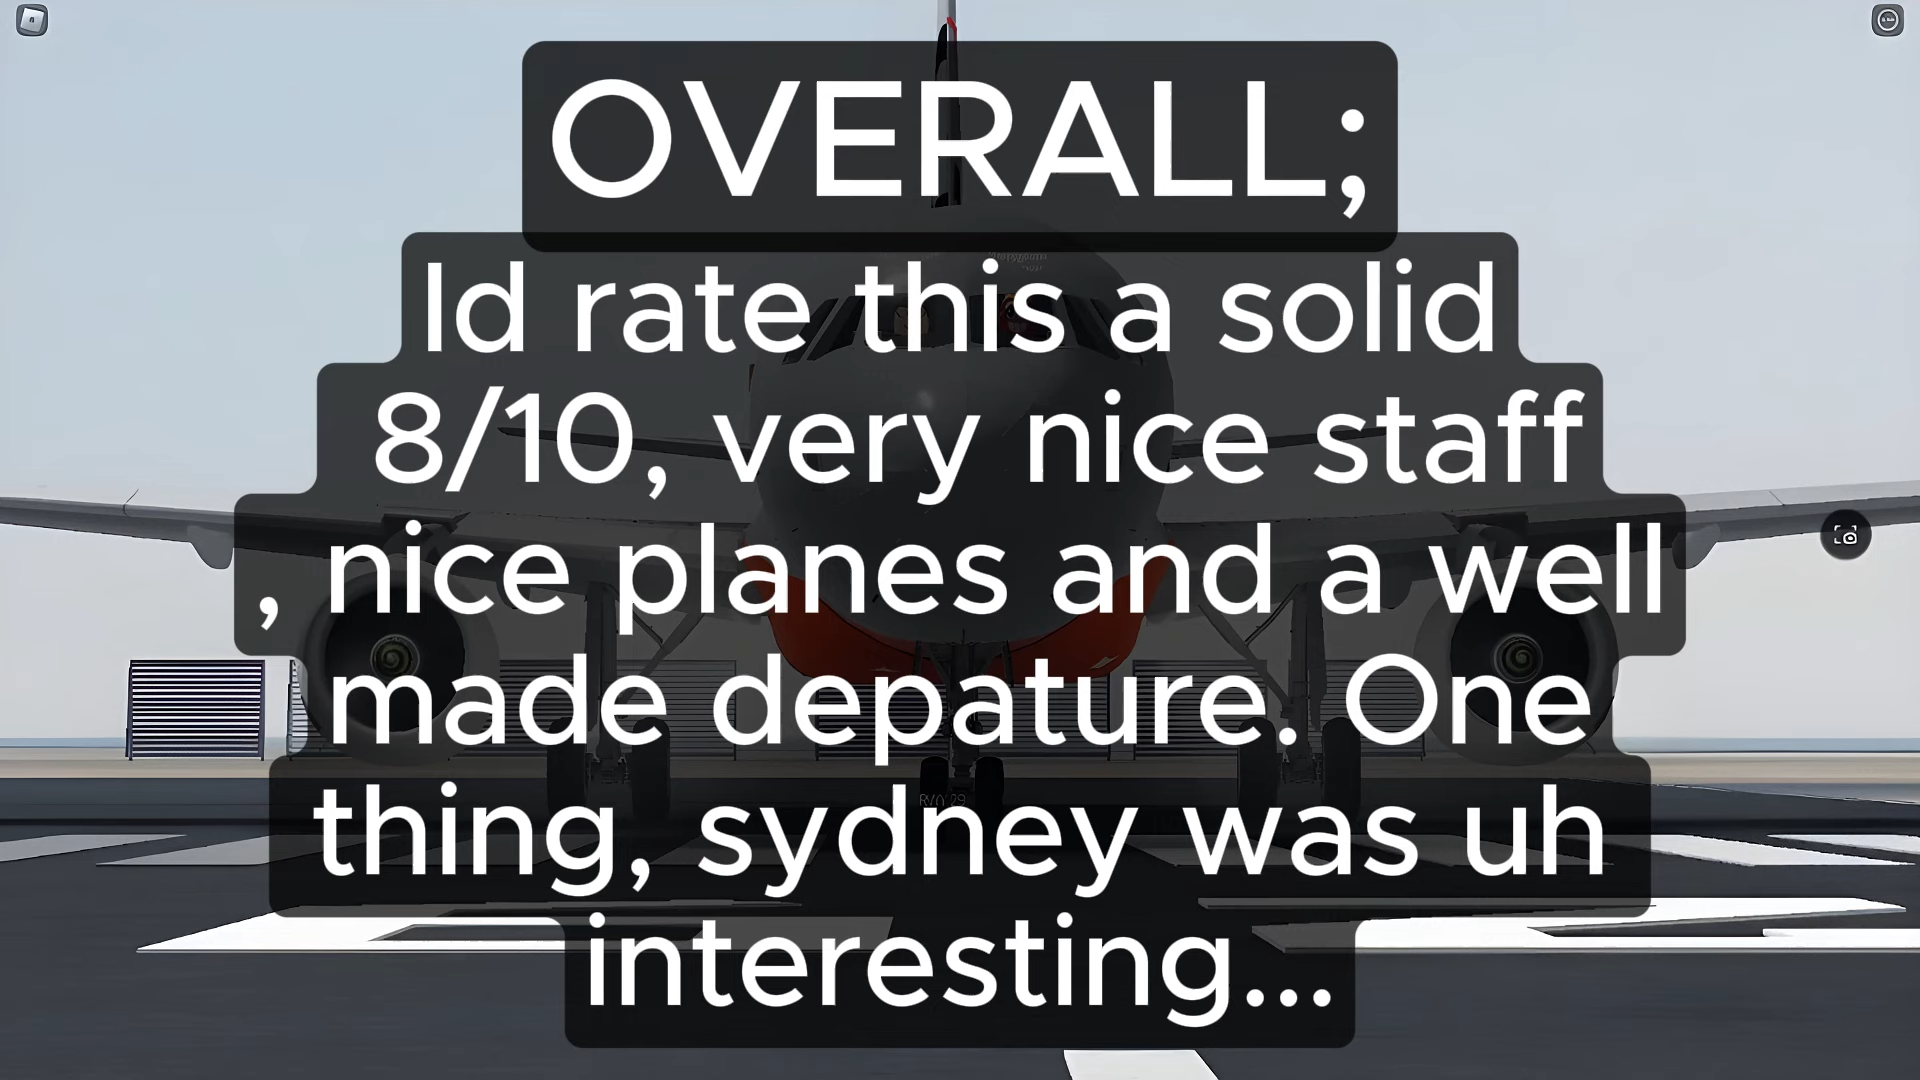 OVERALL;
Id rate this a solid
8/10, very nice staff
, nice planes and a well
made depature. One
thing, sydney was uh
interesting...